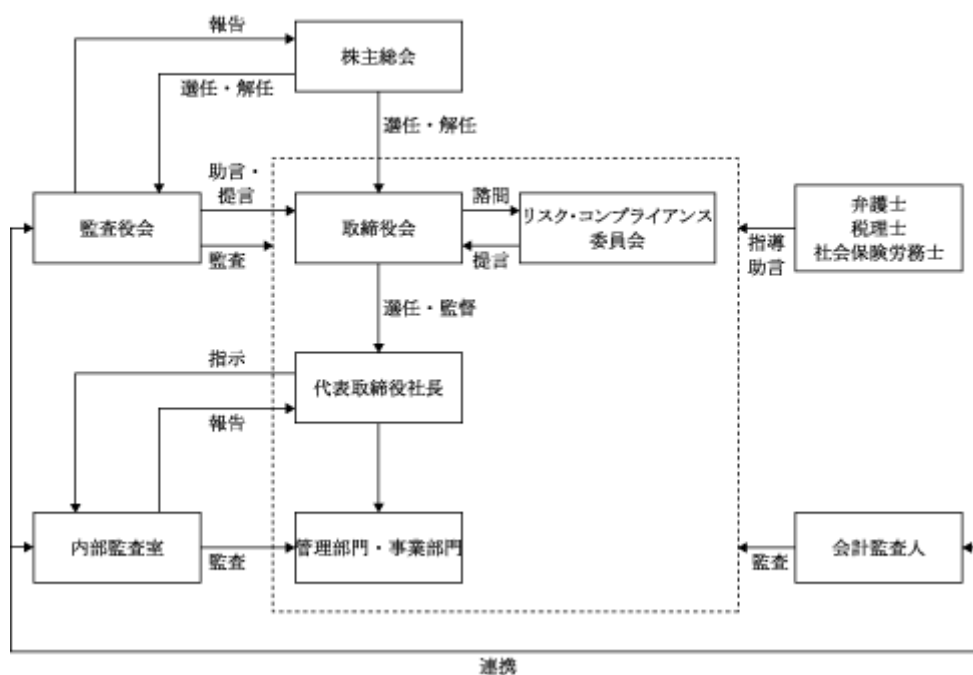 報告
株主総会
選任・解任
選任・解任
助言・
提言
監査役会
監査
取締役会
諮問
提言
リスク・コンプライアンス
委員会
指導
助言
弁護士
税理士
社会保険労務士
選任・監督
指示
代表取締役社長
報告
内部監査室
監査
管理部門・事業部門
監査
会計監査人
連携